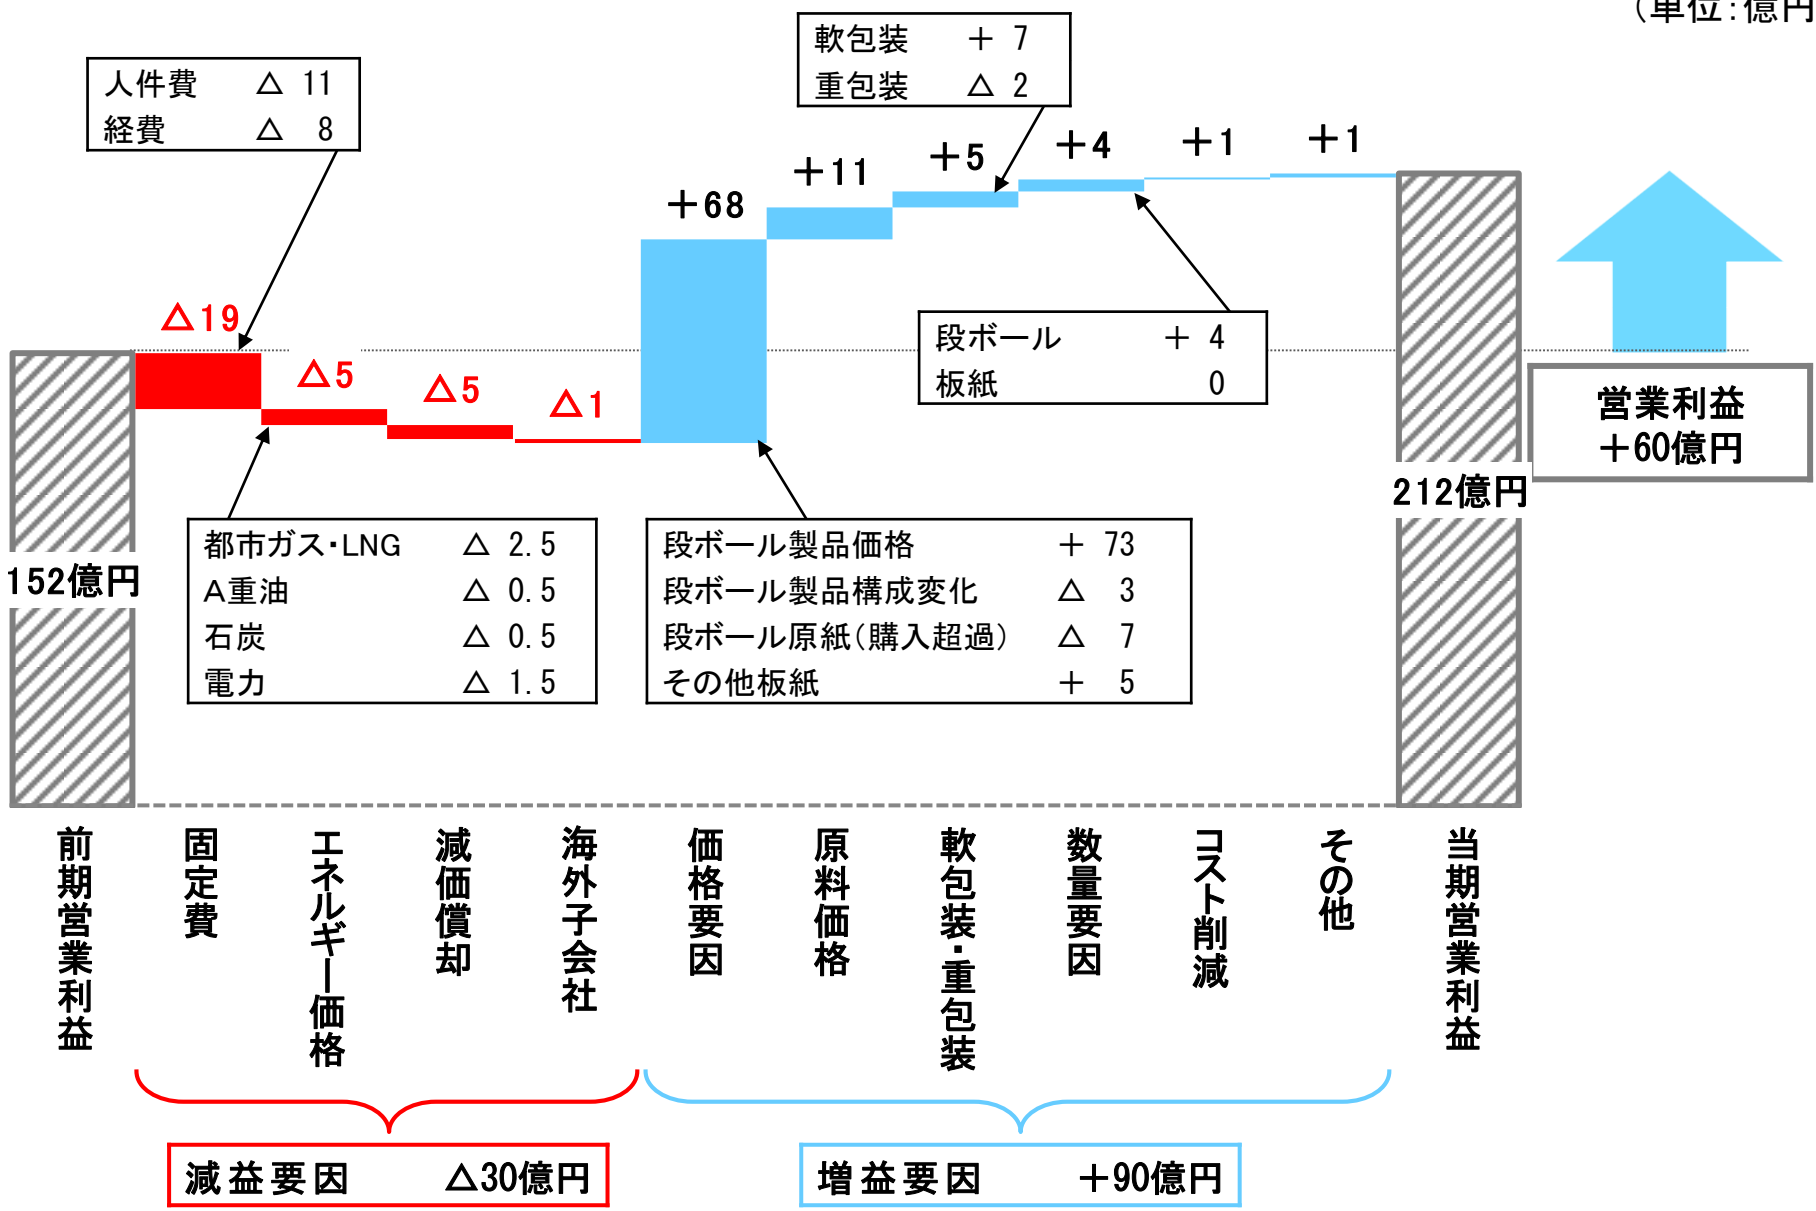 （単位：億円
人件費 △ 11
経費 △ 8
軟包装 ＋ 7
重包装 △ 2
△19
△5
△5
△1
＋68
＋11
＋5
＋4
＋1
＋1
段ボール ＋ 4
板紙 0
営業利益
＋60億円
152億円
212億円
都市ガス・LNG △ 2.5
A重油 △ 0.5
石炭 △ 0.5
電力 △ 1.5
段ボール製品価格 ＋ 73
段ボール製品構成変化 △ 3
段ボール原紙（購入超過） △ 7
その他板紙 ＋ 5
前期営業利益
固定費
エネルギー価格
減価償却
海外子会社
価格要因
原料価格
軟包装・重包装
数量要因
コスト削減
その他
当期営業利益
減益要因 △30億円
増益要因 ＋90億円